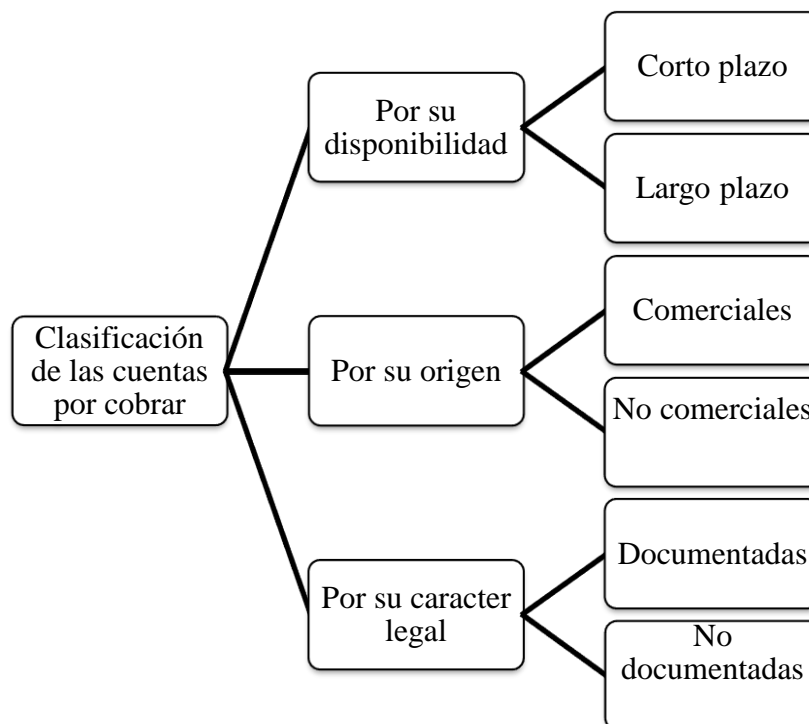 Clasificación
de las cuentas
por cobrar
Por su
disponibilidad
Corto plazo
Largo plazo
Por su origen
Comerciales
No comerciales
Por su caracter
legal
Documentadas
No
documentadas